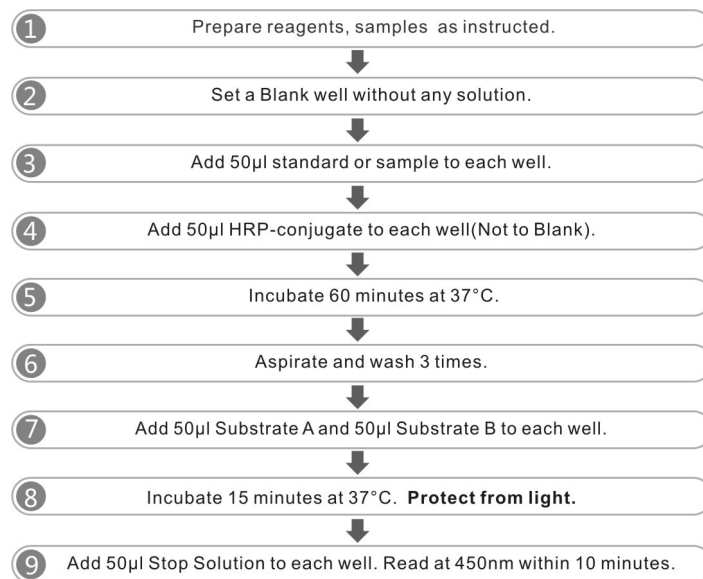 1 Prepare reagents, samples as instructed.
2 Set a Blank well without any solution.
3 Add 50μl standard or sample to each well.
4 Add 50μl HRP-conjugate to each well(Not to Blank).
5 Incubate 60 minutes at 37°C.
6 Aspirate and wash 3 times.
7 Add 50μl Substrate A and 50μl Substrate B to each well.
8 Incubate 15 minutes at 37°C. Protect from light.
9 Add 50μl Stop Solution to each well. Read at 450nm within 10 minutes.